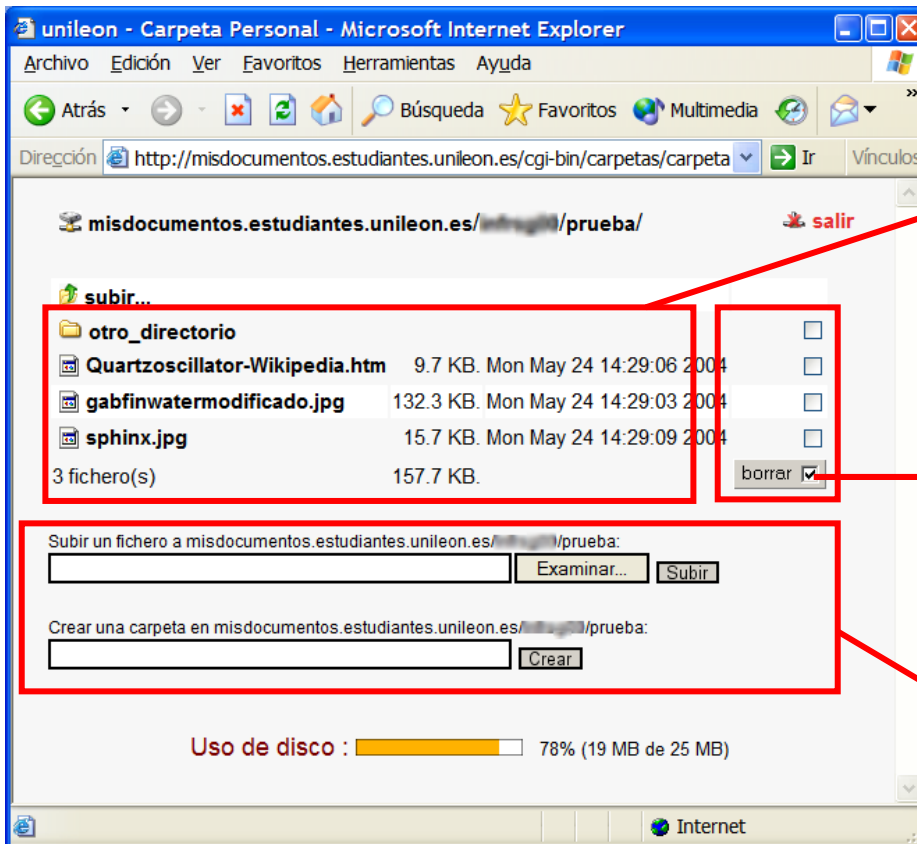 unileon - Carpeta Personal - Microsoft Internet Explorer
Archivo Edición Ver Favoritos Herramientas Ayuda
Atrás Búsqueda Favoritos Multimedia »
Dirección http://misdocumentos.estudiantes.unileon.es/cgi-bin/carpetas/carpeta Ir Vínculos
misdocumentos.estudiantes.unileon.es/ /prueba/ salir
subir...
otro_directorio
Quartzoscillator-Wikipedia.htm 9.7 KB. Mon May 24 14:29:06 2004
gabfinwatermodificado.jpg 132.3 KB. Mon May 24 14:29:03 2004
sphinx.jpg 15.7 KB. Mon May 24 14:29:09 2004
3 fichero(s) 157.7 KB. borrar
Subir un fichero a misdocumentos.estudiantes.unileon.es/ /prueba:
Examinar... Subir
Crear una carpeta en misdocumentos.estudiantes.unileon.es/ /prueba:
Crear
Uso de disco : 78% (19 MB de 25 MB)
Internet